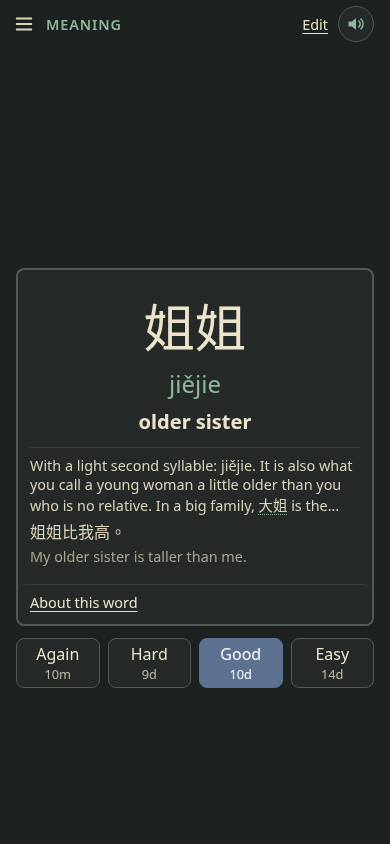 MEANING
Edit
姐姐
jiějie
older sister
With a light second syllable: jiějie. It is also what
you call a young woman a little older than you
who is no relative. In a big family, 大姐 is the…
姐姐比我高。
My older sister is taller than me.
About this word
Again
10m
Hard
9d
Good
10d
Easy
14d